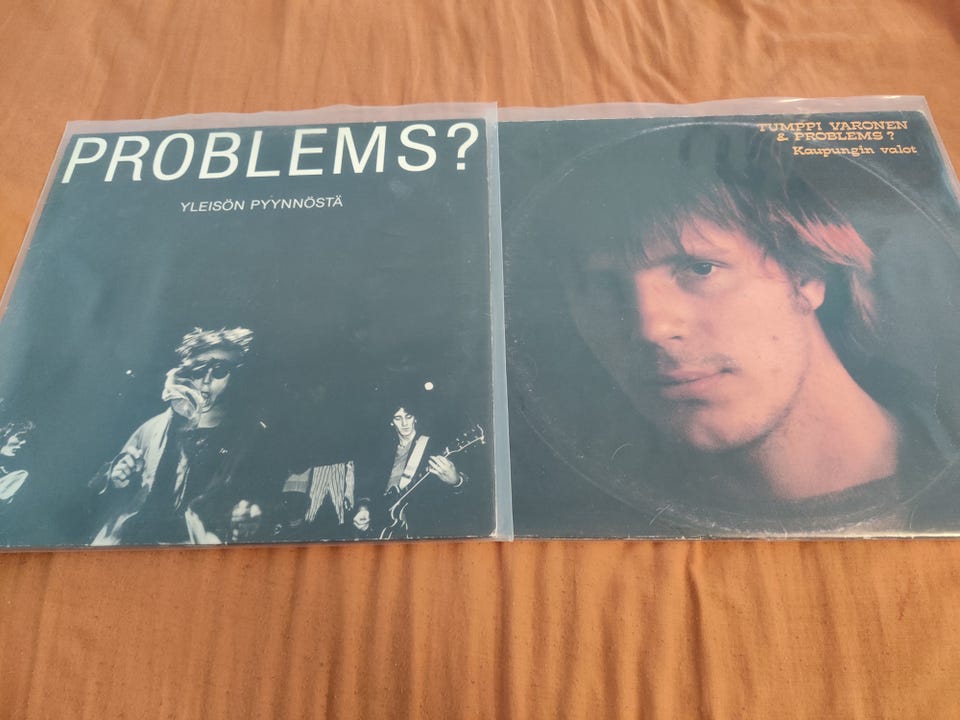 PROBLEMS?
YLEISÖN PYYNNÖSTÄ
TUMPPI VARONEN
& PROBLEMS?
Kaupungin valot